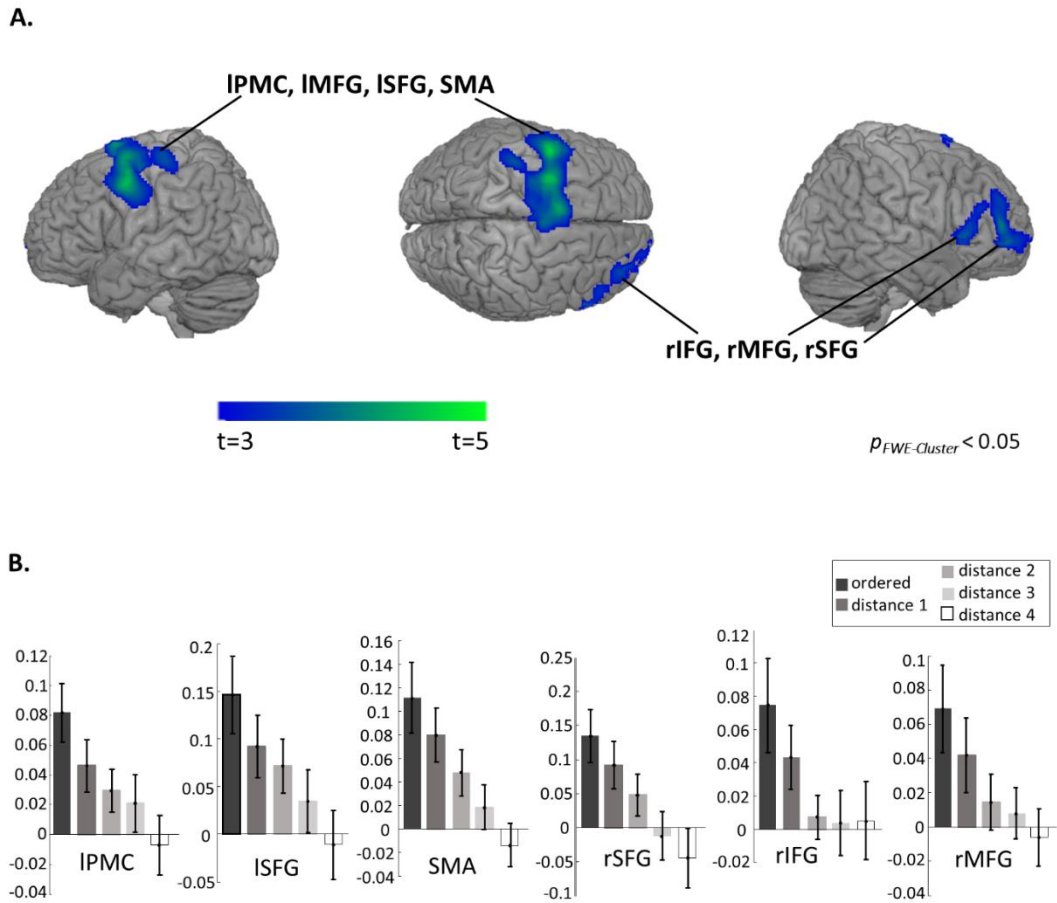 A.
lPMC, lMFG, lSFG, SMA
rIFG, rMFG, rSFG
t=3 t=5
pFWE-Cluster < 0.05
B.
ordered
distance 1
distance 2
distance 3
distance 4
0.12
0.1
0.08
0.06
0.04
0.02
0
-0.02
-0.04
lPMC
0.2
0.15
0.1
0.05
0
-0.05
lSFG
0.16
0.14
0.12
0.1
0.08
0.06
0.04
0.02
0
-0.02
-0.04
SMA
0.25
0.2
0.15
0.1
0.05
0
-0.05
-0.1
rSFG
0.12
0.1
0.08
0.06
0.04
0.02
0
-0.02
rIFG
0.1
0.08
0.06
0.04
0.02
0
-0.02
-0.04
rMFG